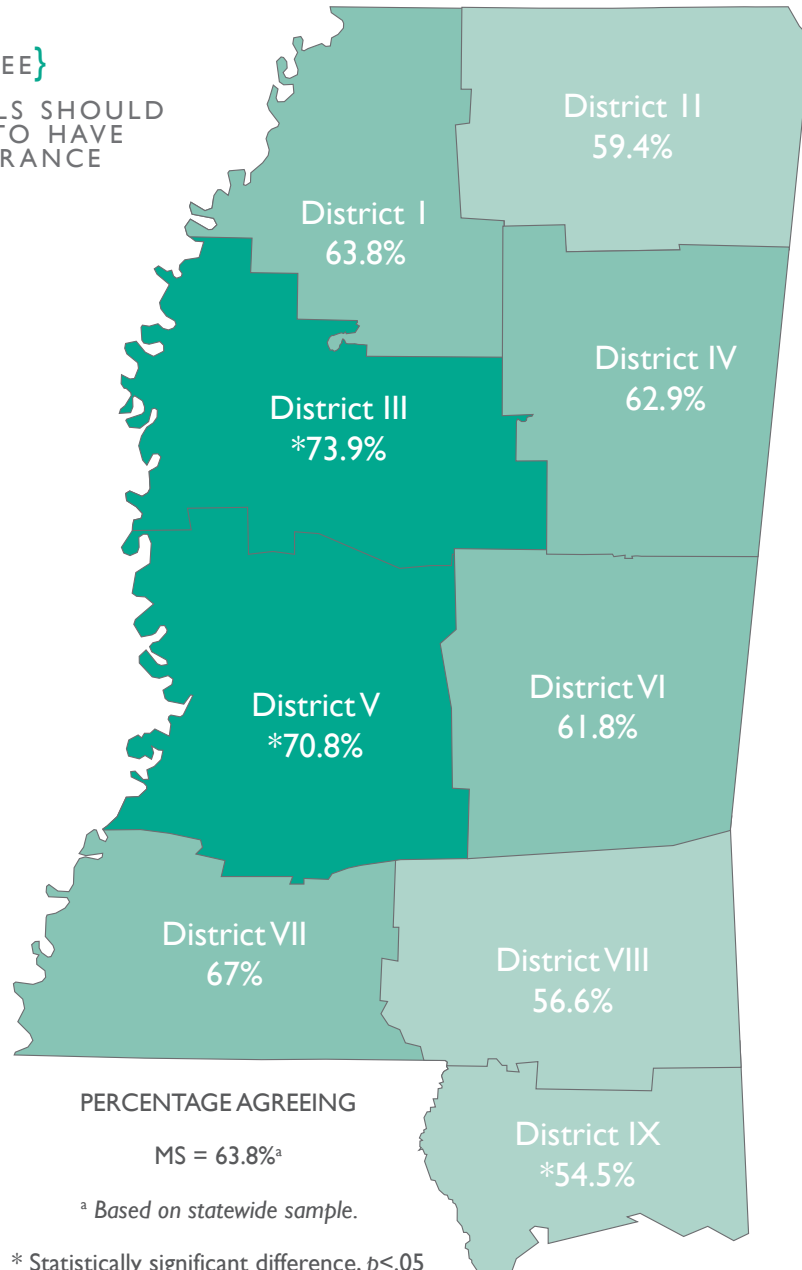 EE}
LS SHOULD
TO HAVE
RANCE
District 11
59.4%
District I
63.8%
District IV
62.9%
District III
*73.9%
District VI
61.8%
District V
*70.8%
District VII
67%
District VIII
56.6%
PERCENTAGE AGREEING
MS = 63.8%ᵃ
ᵃ Based on statewide sample.
* Statistically significant difference, p<.05
District IX
*54.5%